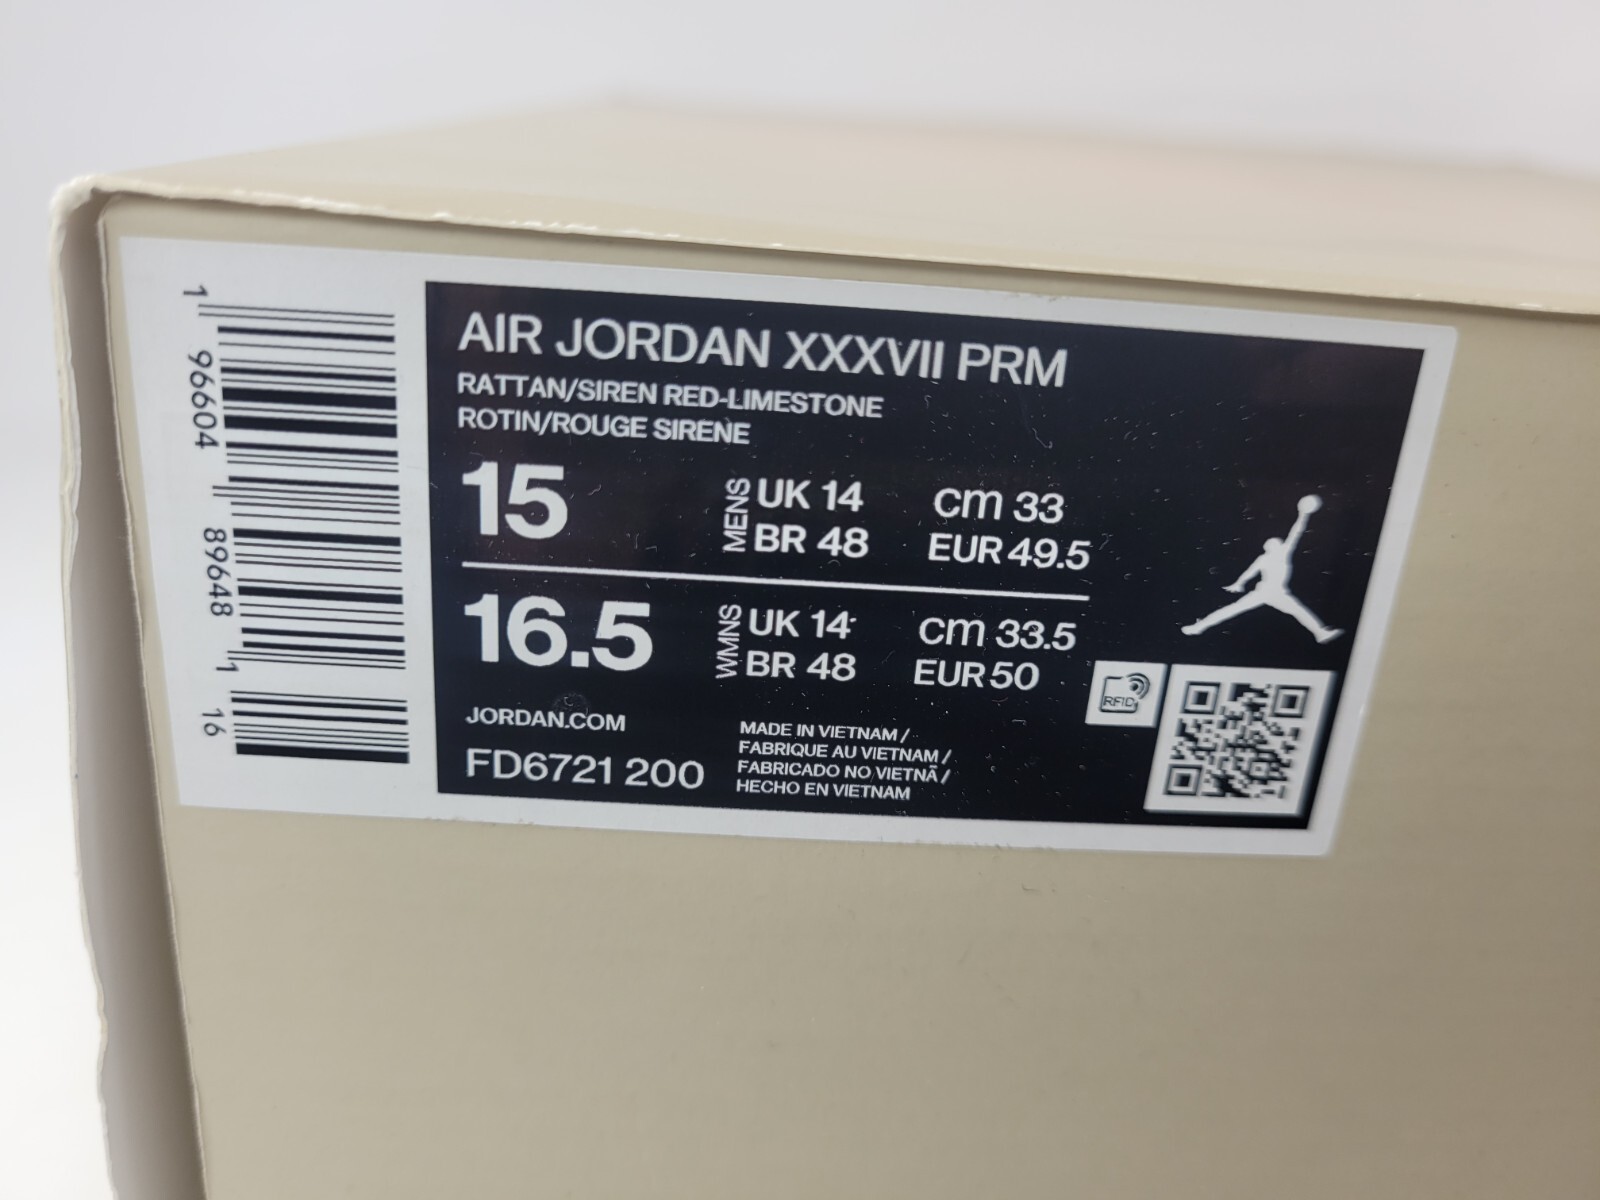 1 96604 89648 1 16
AIR JORDAN XXXVII PRM
RATTAN/SIREN RED-LIMESTONE
ROTIN/ROUGE SIRENE
15 MENS UK 14 cm 33
BR 48 EUR 49.5
16.5 WMNS UK 14 cm 33.5
BR 48 EUR 50
RFID
JORDAN.COM
FD6721 200
MADE IN VIETNAM /
FABRIQUE AU VIETNAM /
FABRICADO NO VIETNÃ /
HECHO EN VIETNAM